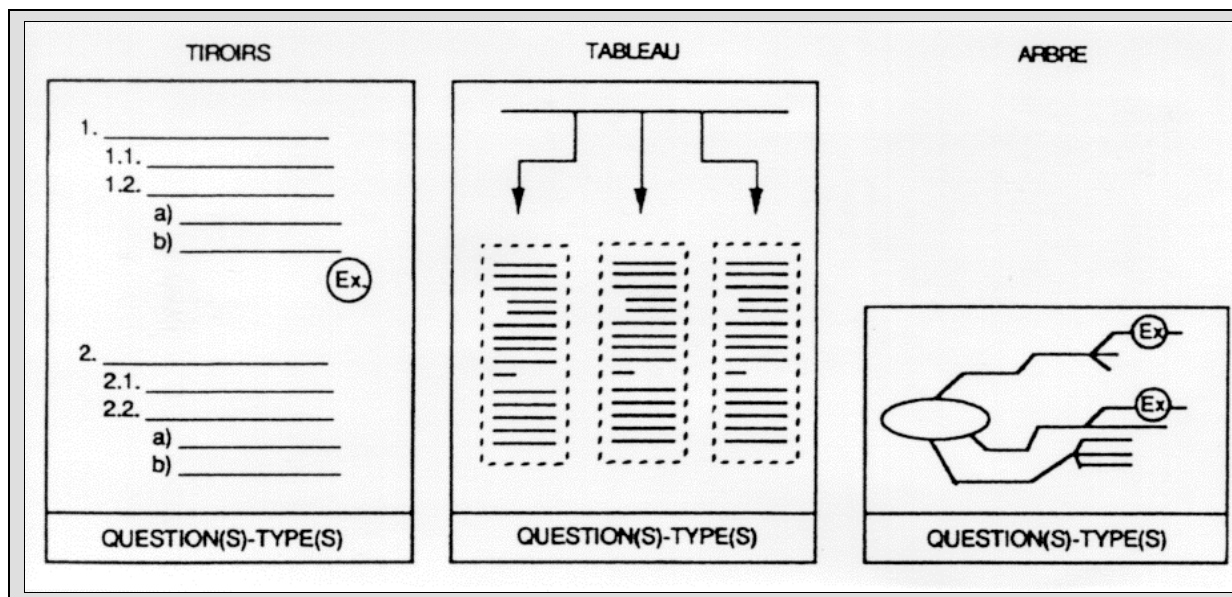 TIROIRS
1.
1.1.
1.2.
a)
b)
Ex.
2.
2.1.
2.2.
a)
b)
QUESTION(S)-TYPE(S)
TABLEAU
QUESTION(S)-TYPE(S)
ARBRE
Ex
Ex
QUESTION(S)-TYPE(S)